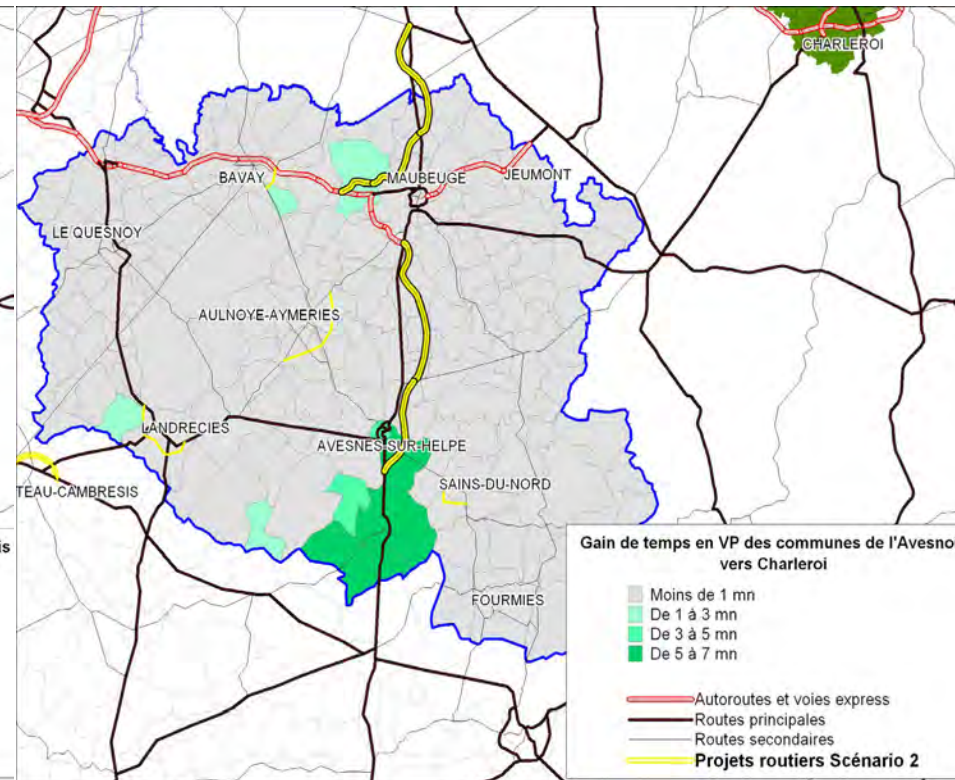 CHARLEROI
BAVAY
MAUBEUGE
JEUMONT
LE QUESNOY
AULNOYE-AYMERIES
LANDRECIES
AVESNES-SUR-HELPE
TEAU-CAMBRESIS
SAINS-DU-NORD
FOURMIES
is
Gain de temps en VP des communes de l'Avesno
vers Charleroi
Moins de 1 mn
De 1 à 3 mn
De 3 à 5 mn
De 5 à 7 mn
Autoroutes et voies express
Routes principales
Routes secondaires
Projets routiers Scénario 2